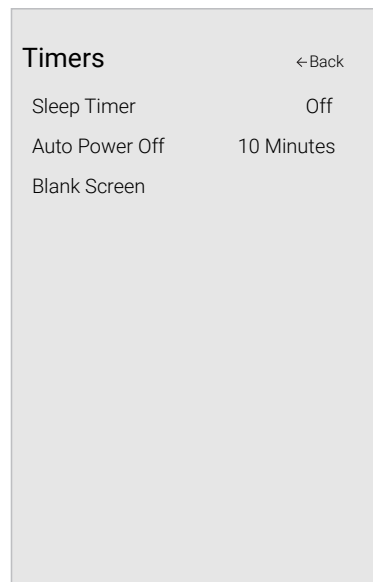 Timers ←Back
Sleep Timer Off
Auto Power Off 10 Minutes
Blank Screen